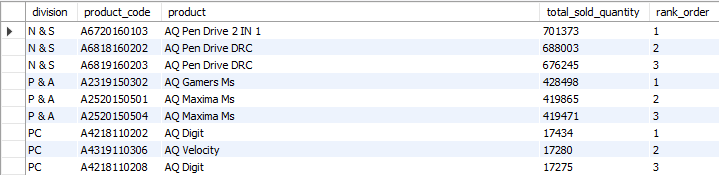 division product_code product total_sold_quantity rank_order
N & S A6720160103 AQ Pen Drive 2 IN 1 701373 1
N & S A6818160202 AQ Pen Drive DRC 688003 2
N & S A6819160203 AQ Pen Drive DRC 676245 3
P & A A2319150302 AQ Gamers Ms 428498 1
P & A A2520150501 AQ Maxima Ms 419865 2
P & A A2520150504 AQ Maxima Ms 419471 3
PC A4218110202 AQ Digit 17434 1
PC A4319110306 AQ Velocity 17280 2
PC A4218110208 AQ Digit 17275 3